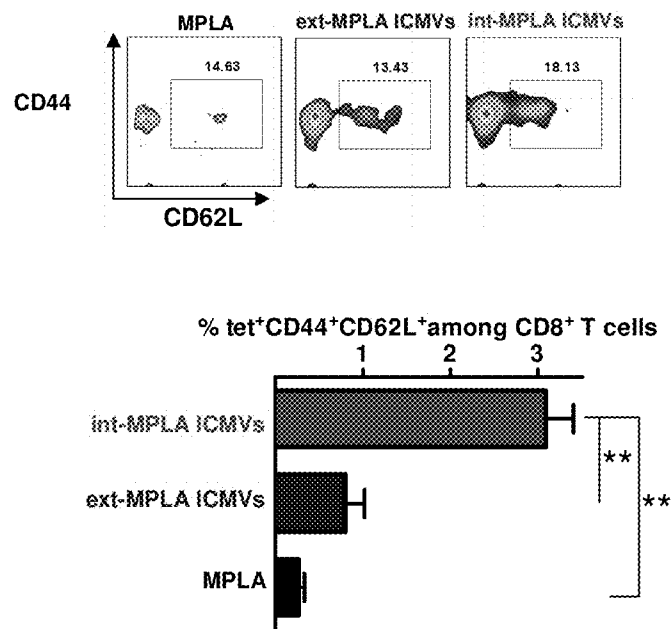 MPLA ext-MPLA ICMVs int-MPLA ICMVs
14.63 13.43 18.13
CD44
CD62L
% tet⁺CD44⁺CD62L⁺among CD8⁺ T cells
1 2 3
int-MPLA ICMVs
**
ext-MPLA ICMVs
**
MPLA